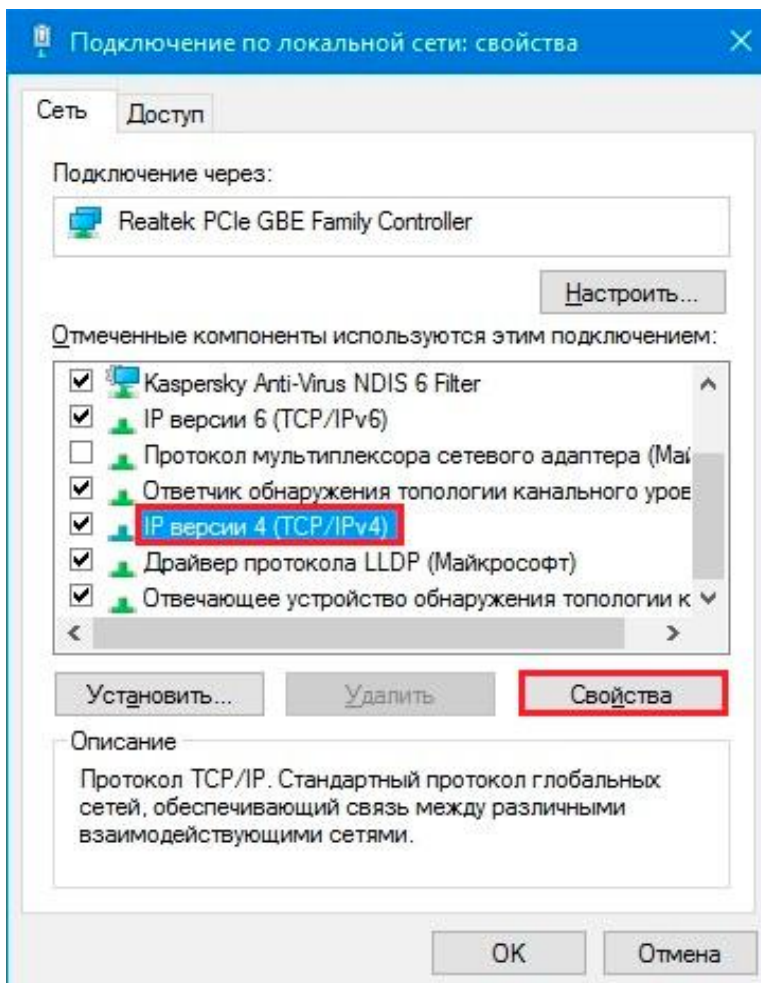 Подключение по локальной сети: свойства
Сеть
Доступ
Подключение через:
Realtek PCIe GBE Family Controller
Настроить...
Отмеченные компоненты используются этим подключением:
Kaspersky Anti-Virus NDIS 6 Filter
IP версии 6 (TCP/IPv6)
Протокол мультиплексора сетевого адаптера (Май
Ответчик обнаружения топологии канального уров
IP версии 4 (TCP/IPv4)
Драйвер протокола LLDP (Майкрософт)
Отвечающее устройство обнаружения топологии к
Установить...
Удалить
Свойства
Описание
Протокол TCP/IP. Стандартный протокол глобальных
сетей, обеспечивающий связь между различными
взаимодействующими сетями.
OK
Отмена